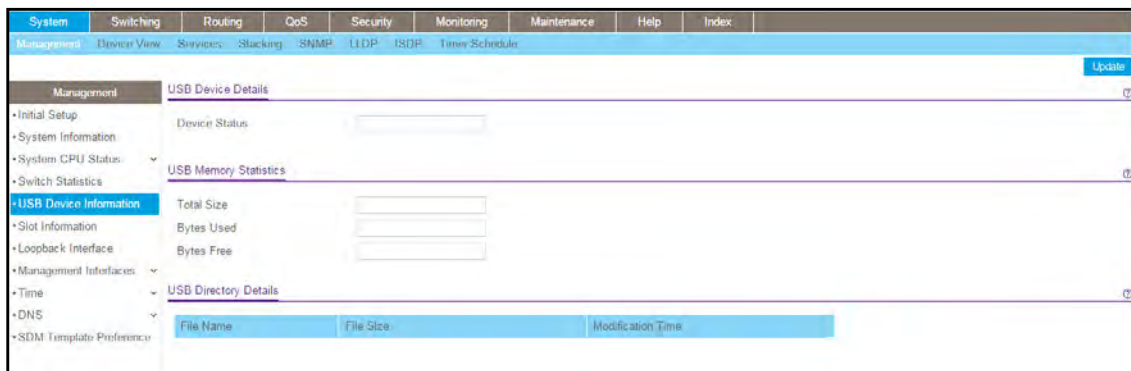 System Switching Routing QoS Security Monitoring Maintenance Help Index
Management Device View Services Stacking SNMP LLDP ISDP Timer Schedule
Update
Management
• Initial Setup
• System Information
• System CPU Status
• Switch Statistics
• USB Device Information
• Slot Information
• Loopback Interface
• Management Interfaces
• Time
• DNS
• SDM Template Preference
USB Device Details
Device Status
USB Memory Statistics
Total Size
Bytes Used
Bytes Free
USB Directory Details
File Name File Size Modification Time